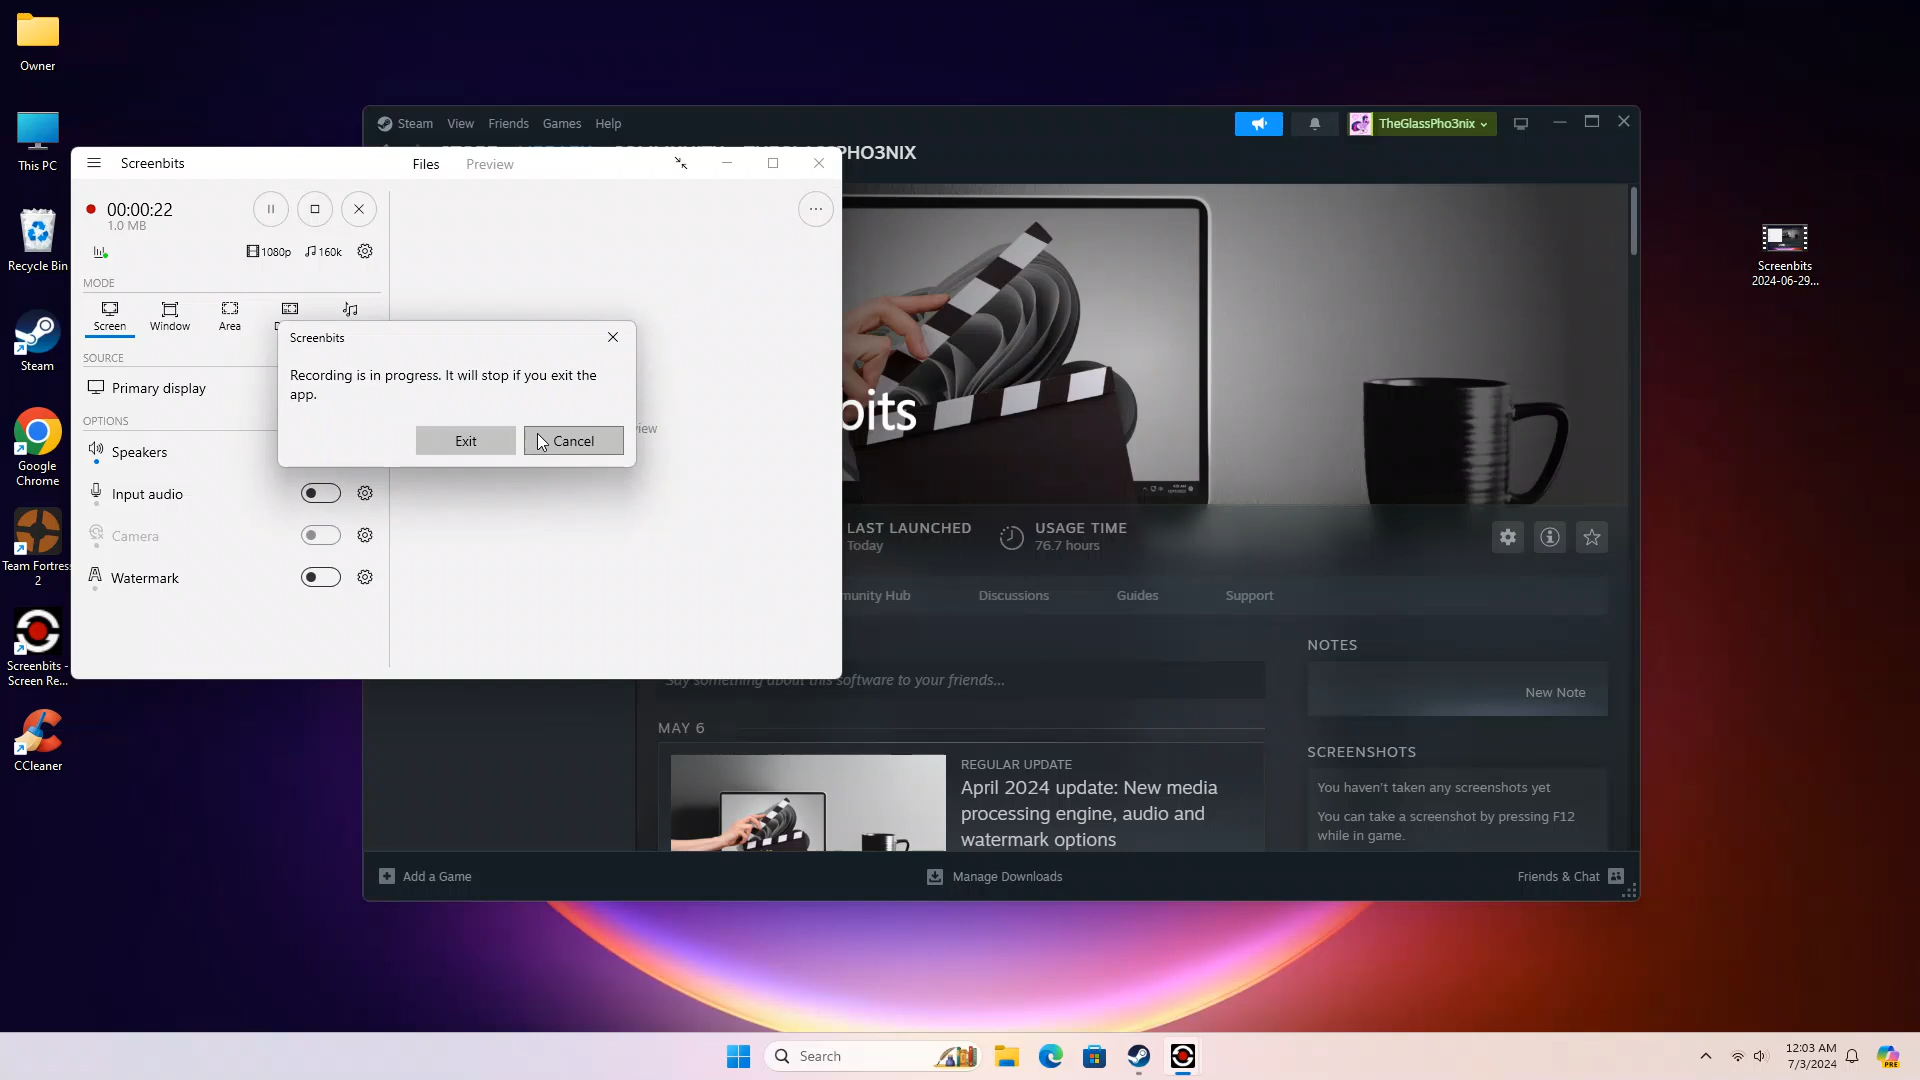 Owner
This PC
Recycle Bin
Steam
Google
Chrome
Team Fortress
2
Screenbits -
Screen Re...
CCleaner
Screenbits
Files
Preview
00:00:22
1.0 MB
1080p
160k
MODE
Screen
Window
Area
SOURCE
Primary display
OPTIONS
Speakers
Input audio
Camera
Watermark
Screenbits
Recording is in progress. It will stop if you exit the
app.
Exit
Cancel
Steam
View
Friends
Games
Help
TheGlassPho3nix
PHO3NIX
bits
LAST LAUNCHED
Today
USAGE TIME
76.7 hours
munity Hub
Discussions
Guides
Support
Say something about this software to your friends...
MAY 6
REGULAR UPDATE
April 2024 update: New media
processing engine, audio and
watermark options
NOTES
New Note
SCREENSHOTS
You haven't taken any screenshots yet
You can take a screenshot by pressing F12
while in game.
Add a Game
Manage Downloads
Friends & Chat
Screenbits
2024-06-29...
Search
12:03 AM
7/3/2024
PRE